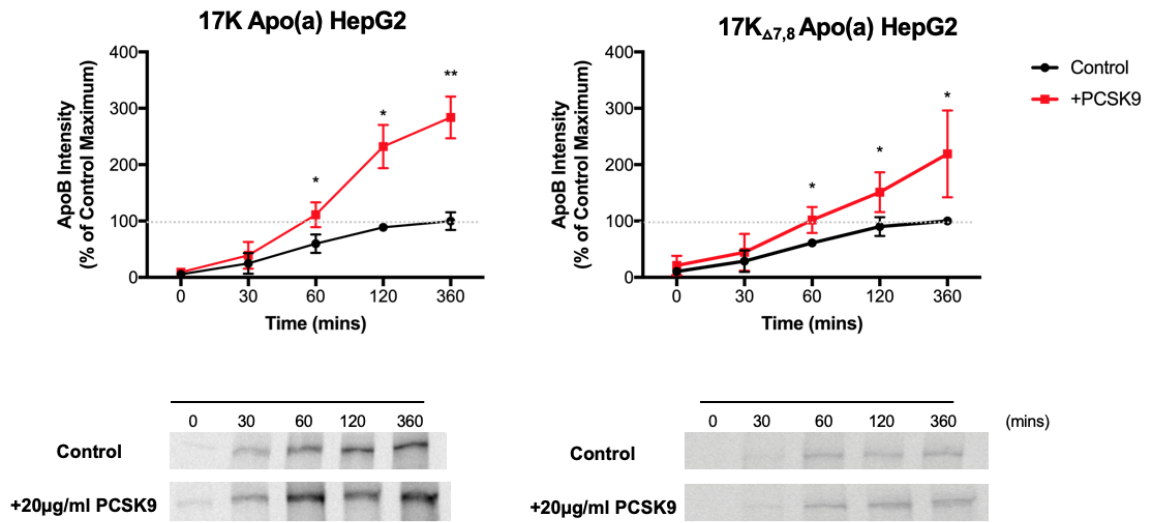 17K Apo(a) HepG2
ApoB Intensity
(% of Control Maximum)
400
300
200
100
0
*
*
**
0 30 60 120 360
Time (mins)
17KΔ7,8 Apo(a) HepG2
ApoB Intensity
(% of Control Maximum)
400
300
200
100
0
*
*
*
0 30 60 120 360
Time (mins)
Control
+PCSK9
0 30 60 120 360
Control
+20µg/ml PCSK9
0 30 60 120 360 (mins)
Control
+20µg/ml PCSK9